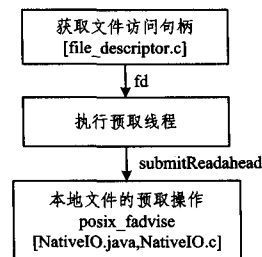 获取文件访问句柄
[file_descriptor.c]
fd
执行预取线程
submitReadahead
本地文件的预取操作
posix_fadvise
[NativeIO.java,NativeIO.c]